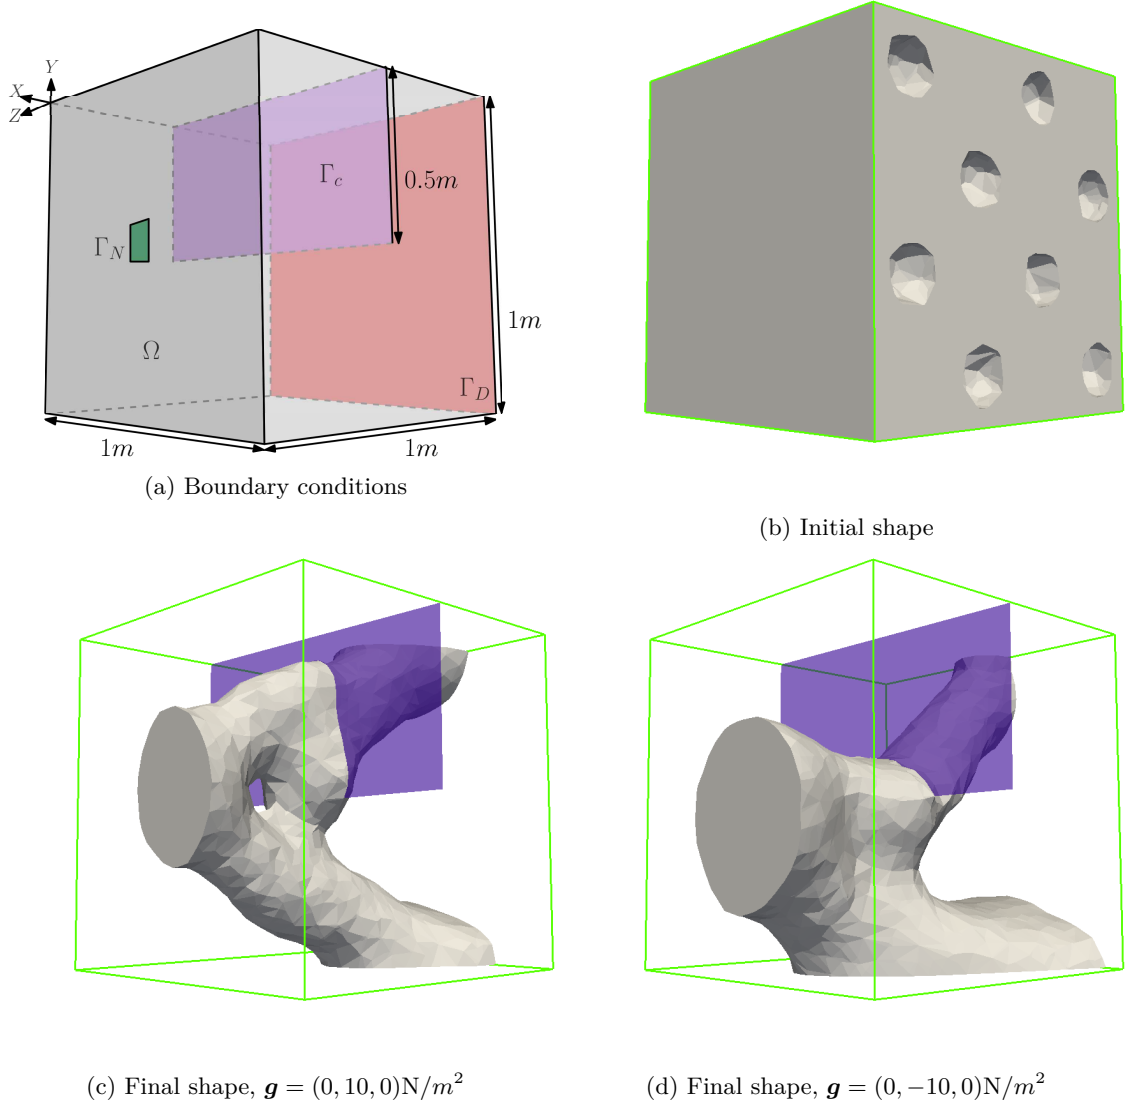 Y
X
Z
Γ_c
0.5m
Γ_N
1m
Ω
Γ_D
1m
1m
(a) Boundary conditions
(b) Initial shape
(c) Final shape, g = (0, 10, 0)N/m²
(d) Final shape, g = (0, −10, 0)N/m²